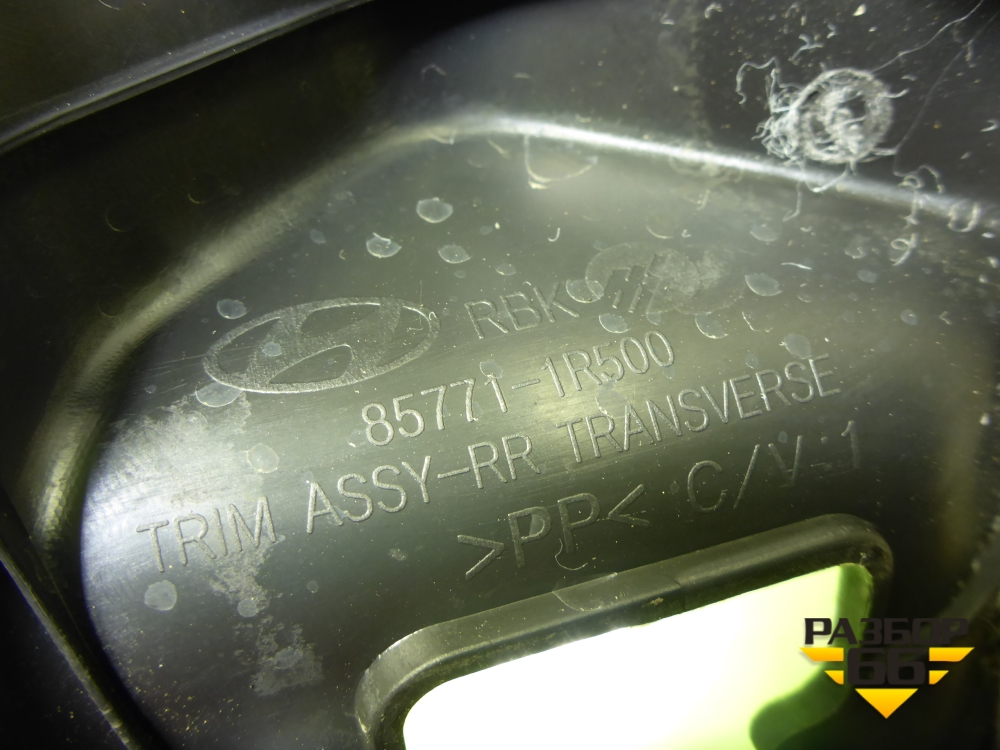 RBK
85771-1R500
TRIM ASSY-RR TRANSVERSE
>PP< C/V:1
РАЗБОР
66